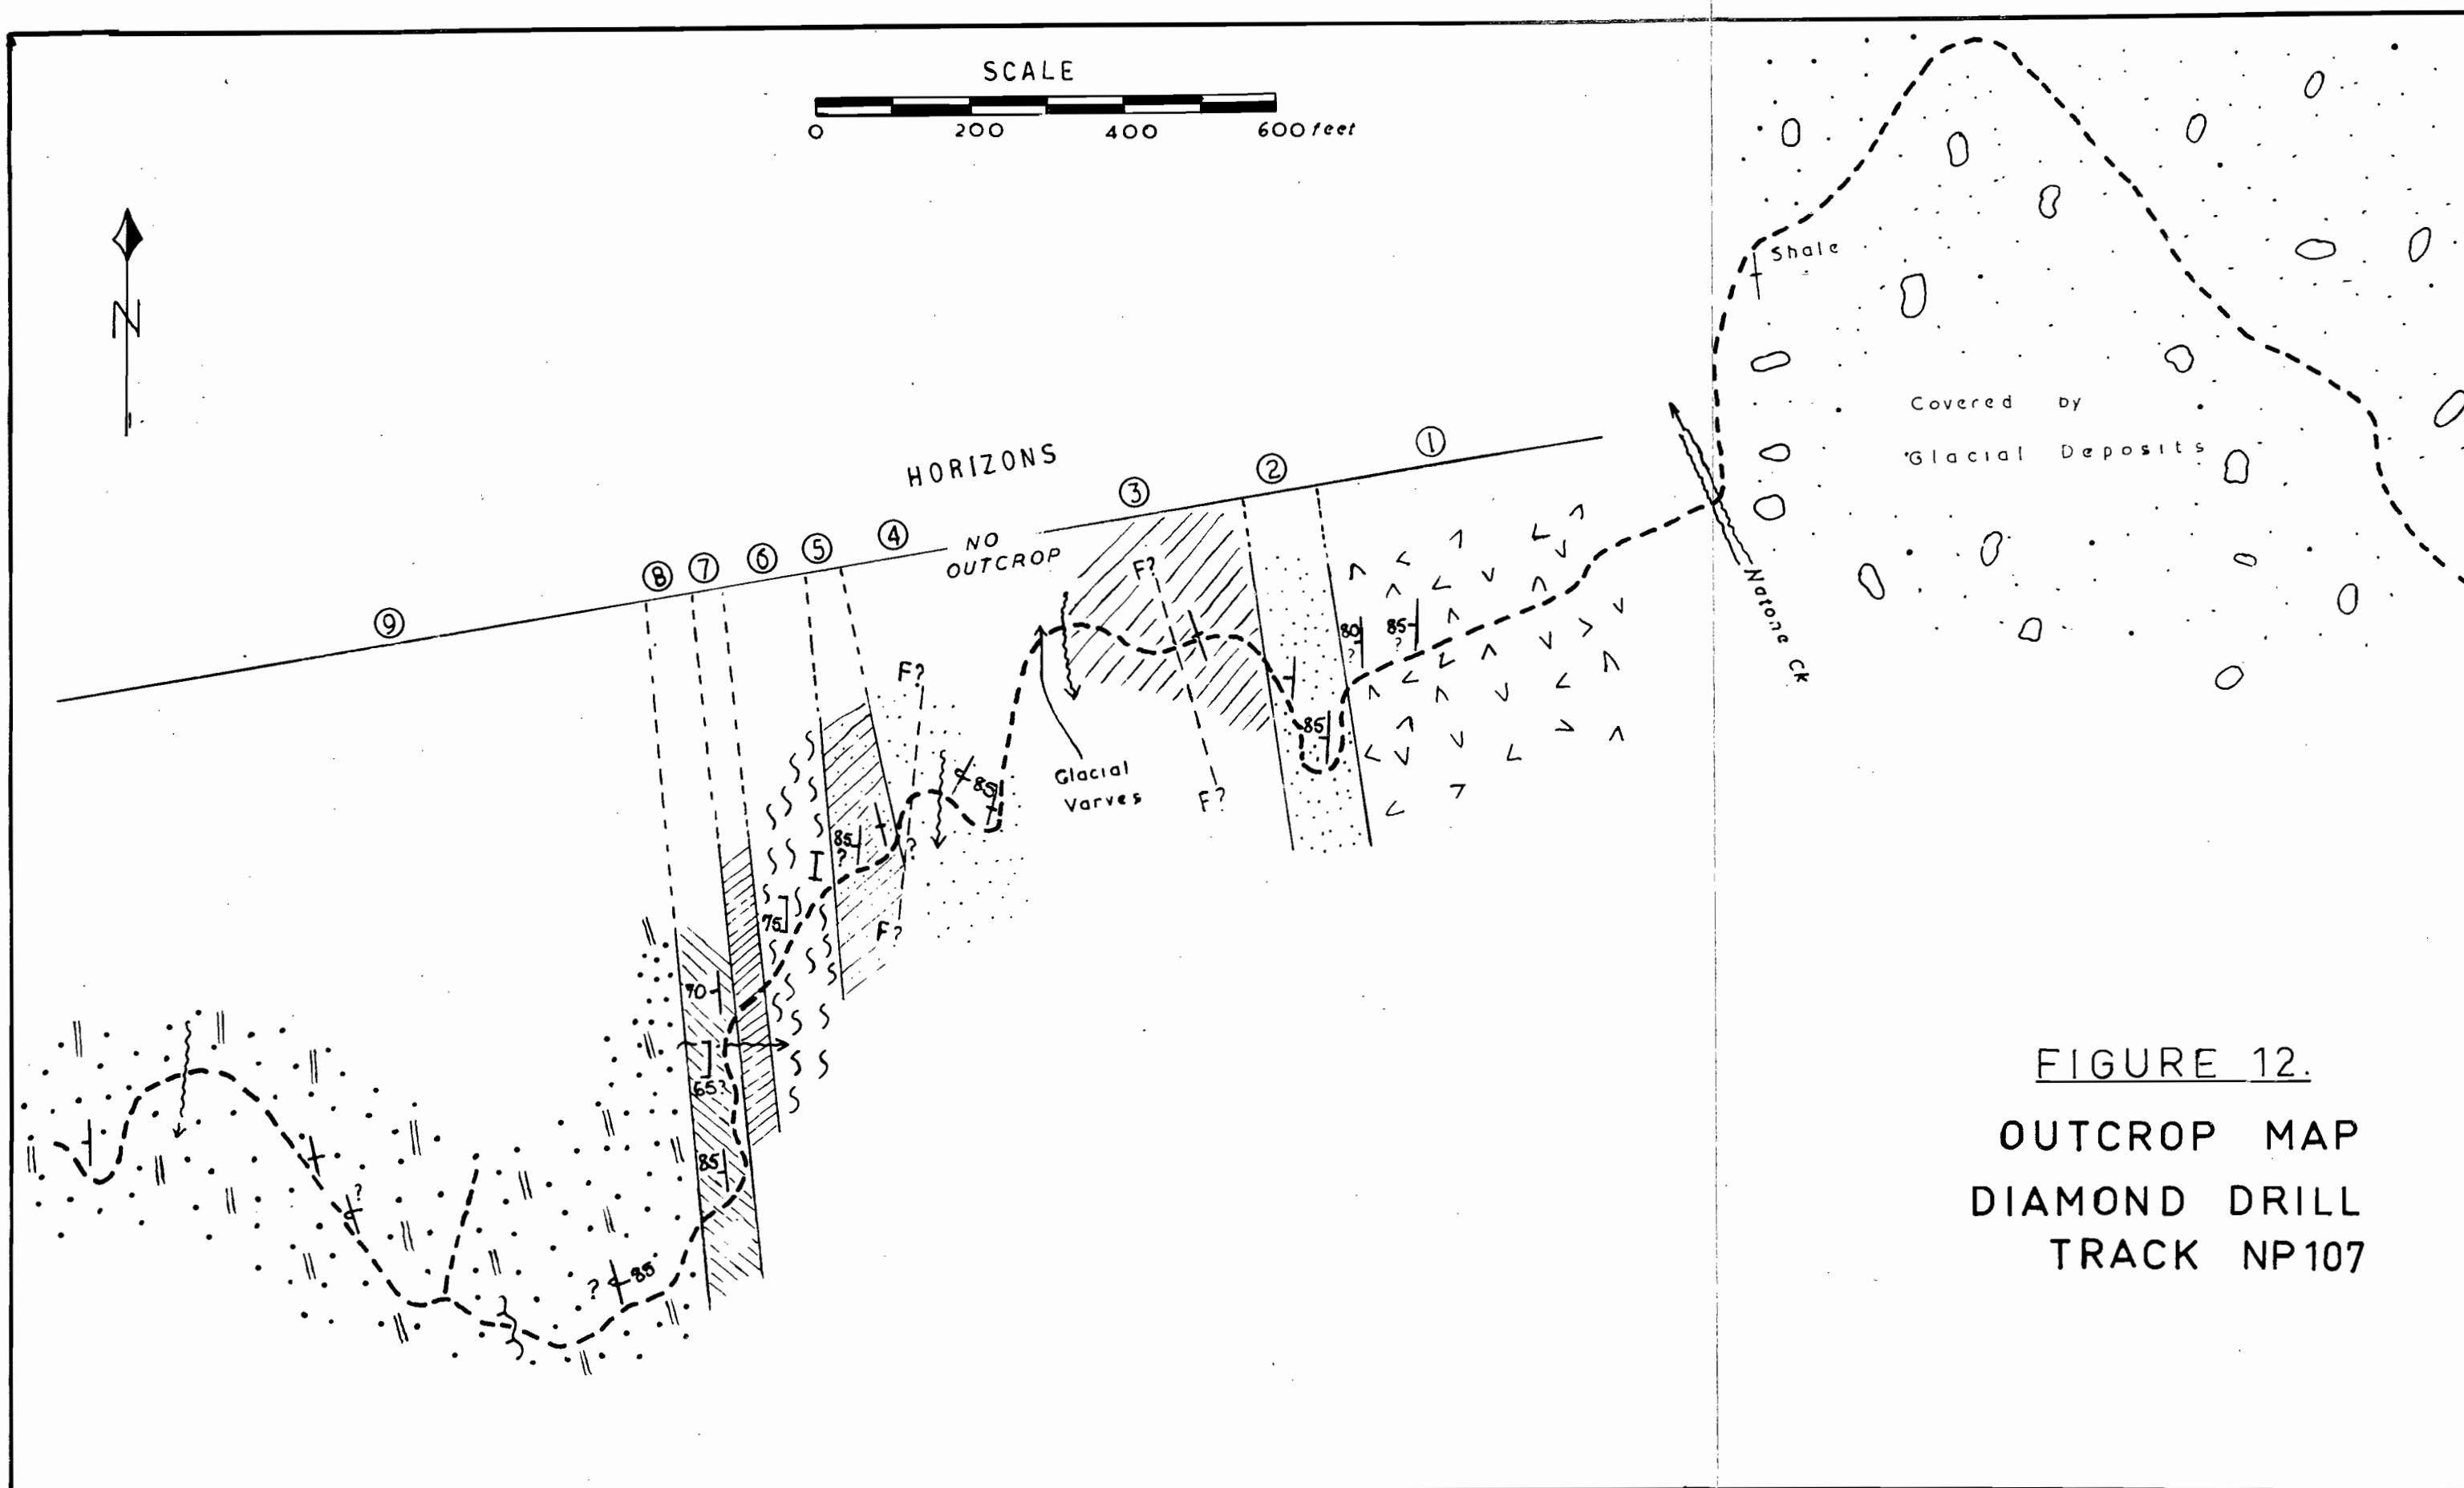 SCALE
0 200 400 600 feet
N
Shale
Covered by
Glacial Deposits
HORIZONS
① 
②
③
NO
OUTCROP
④
⑤
⑥
⑦
⑧
⑨
Natone Ck
F?
F?
80
?
85
?
85
F?
85
Glacial
Varves
85
?
?
F?
75
70
65?
85
?
? 85
FIGURE 12.
OUTCROP MAP
DIAMOND DRILL
TRACK NP107